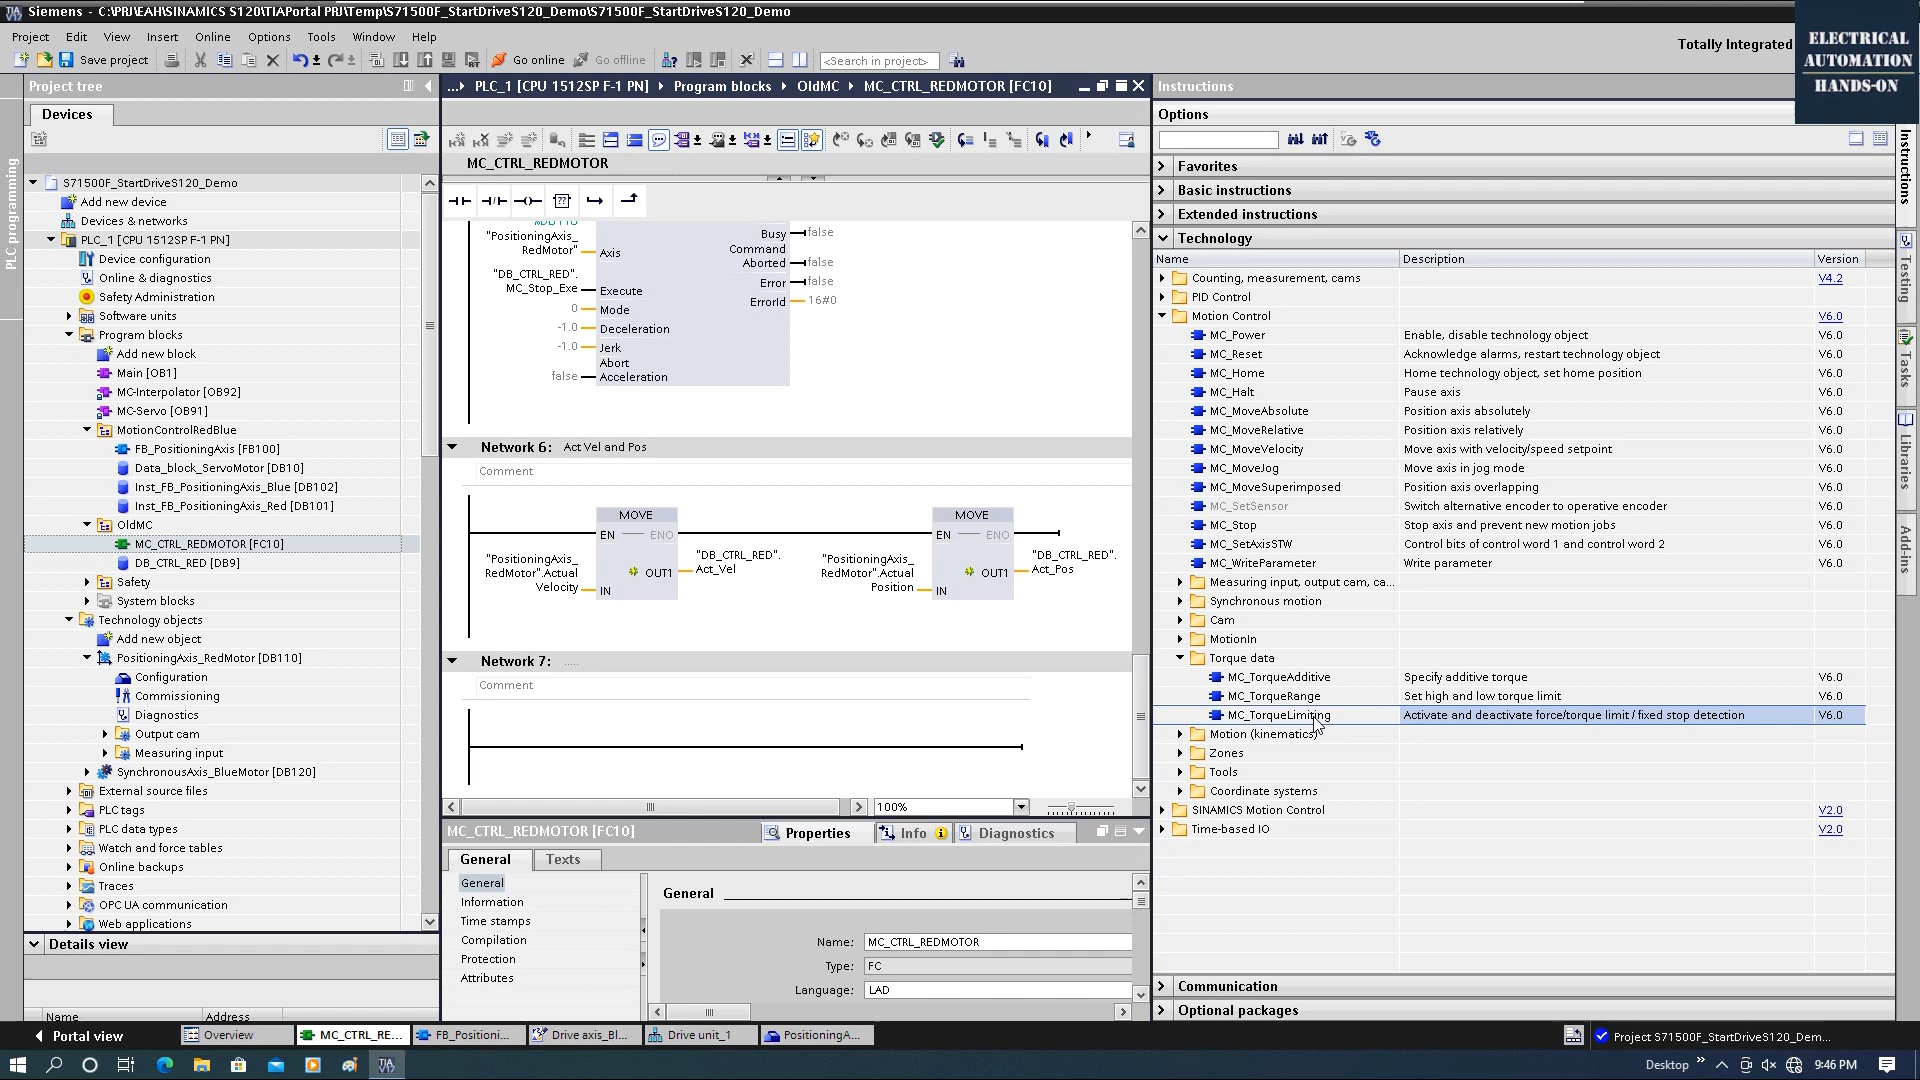 Siemens - C:\PRJ\EAH\SINAMICS S120\TIAPortal PRJ\Temp\S71500F_StartDriveS120_Demo\S71500F_StartDriveS120_Demo
Project Edit View Insert Online Options Tools Window Help
Totally Integrated
ELECTRICAL
AUTOMATION
HANDS-ON
Save project
Go online
Go offline
<Search in project>
Project tree
Devices
PLC programming
S71500F_StartDriveS120_Demo
Add new device
Devices & networks
PLC_1 [CPU 1512SP F-1 PN]
Device configuration
Online & diagnostics
Safety Administration
Software units
Program blocks
Add new block
Main [OB1]
MC-Interpolator [OB92]
MC-Servo [OB91]
MotionControlRedBlue
FB_PositioningAxis [FB100]
Data_block_ServoMotor [DB10]
Inst_FB_PositioningAxis_Blue [DB102]
Inst_FB_PositioningAxis_Red [DB101]
OldMC
MC_CTRL_REDMOTOR [FC10]
DB_CTRL_RED [DB9]
Safety
System blocks
Technology objects
Add new object
PositioningAxis_RedMotor [DB110]
Configuration
Commissioning
Diagnostics
Output cam
Measuring input
SynchronousAxis_BlueMotor [DB120]
External source files
PLC tags
PLC data types
Watch and force tables
Online backups
Traces
OPC UA communication
Web applications
Details view
Name Address
... PLC_1 [CPU 1512SP F-1 PN] Program blocks OldMC MC_CTRL_REDMOTOR [FC10]
MC_CTRL_REDMOTOR
%DB110
"PositioningAxis_
RedMotor"
Axis
"DB_CTRL_RED".
MC_Stop_Exe
Execute
0 Mode
-1.0 Deceleration
-1.0 Jerk
Abort
false Acceleration
Busy false
Command
Aborted false
Error false
ErrorId 16#0
Network 6: Act Vel and Pos
Comment
MOVE
EN ENO
"PositioningAxis_
RedMotor".Actual
Velocity
IN
OUT1
"DB_CTRL_RED".
Act_Vel
MOVE
EN ENO
"PositioningAxis_
RedMotor".Actual
Position
IN
OUT1
"DB_CTRL_RED".
Act_Pos
Network 7: .....
Comment
100%
MC_CTRL_REDMOTOR [FC10]
Properties
Info
Diagnostics
General
Texts
General
Information
Time stamps
Compilation
Protection
Attributes
General
Name: MC_CTRL_REDMOTOR
Type: FC
Language: LAD
Instructions
Options
Favorites
Basic instructions
Extended instructions
Technology
Name Description Version
Counting, measurement, cams V4.2
PID Control
Motion Control V6.0
MC_Power Enable, disable technology object V6.0
MC_Reset Acknowledge alarms, restart technology object V6.0
MC_Home Home technology object, set home position V6.0
MC_Halt Pause axis V6.0
MC_MoveAbsolute Position axis absolutely V6.0
MC_MoveRelative Position axis relatively V6.0
MC_MoveVelocity Move axis with velocity/speed setpoint V6.0
MC_MoveJog Move axis in jog mode V6.0
MC_MoveSuperimposed Position axis overlapping V6.0
MC_SetSensor Switch alternative encoder to operative encoder V6.0
MC_Stop Stop axis and prevent new motion jobs V6.0
MC_SetAxisSTW Control bits of control word 1 and control word 2 V6.0
MC_WriteParameter Write parameter V6.0
Measuring input, output cam, ca...
Synchronous motion
Cam
MotionIn
Torque data
MC_TorqueAdditive Specify additive torque V6.0
MC_TorqueRange Set high and low torque limit V6.0
MC_TorqueLimiting Activate and deactivate force/torque limit / fixed stop detection V6.0
Motion (kinematics)
Zones
Tools
Coordinate systems
SINAMICS Motion Control V2.0
Time-based IO V2.0
Communication
Optional packages
Instructions
Testing
Tasks
Libraries
Add-ins
Portal view
Overview
MC_CTRL_RE...
FB_Positioni...
Drive axis_Bl...
Drive unit_1
PositioningA...
Project S71500F_StartDriveS120_Dem...
Desktop
9:46 PM